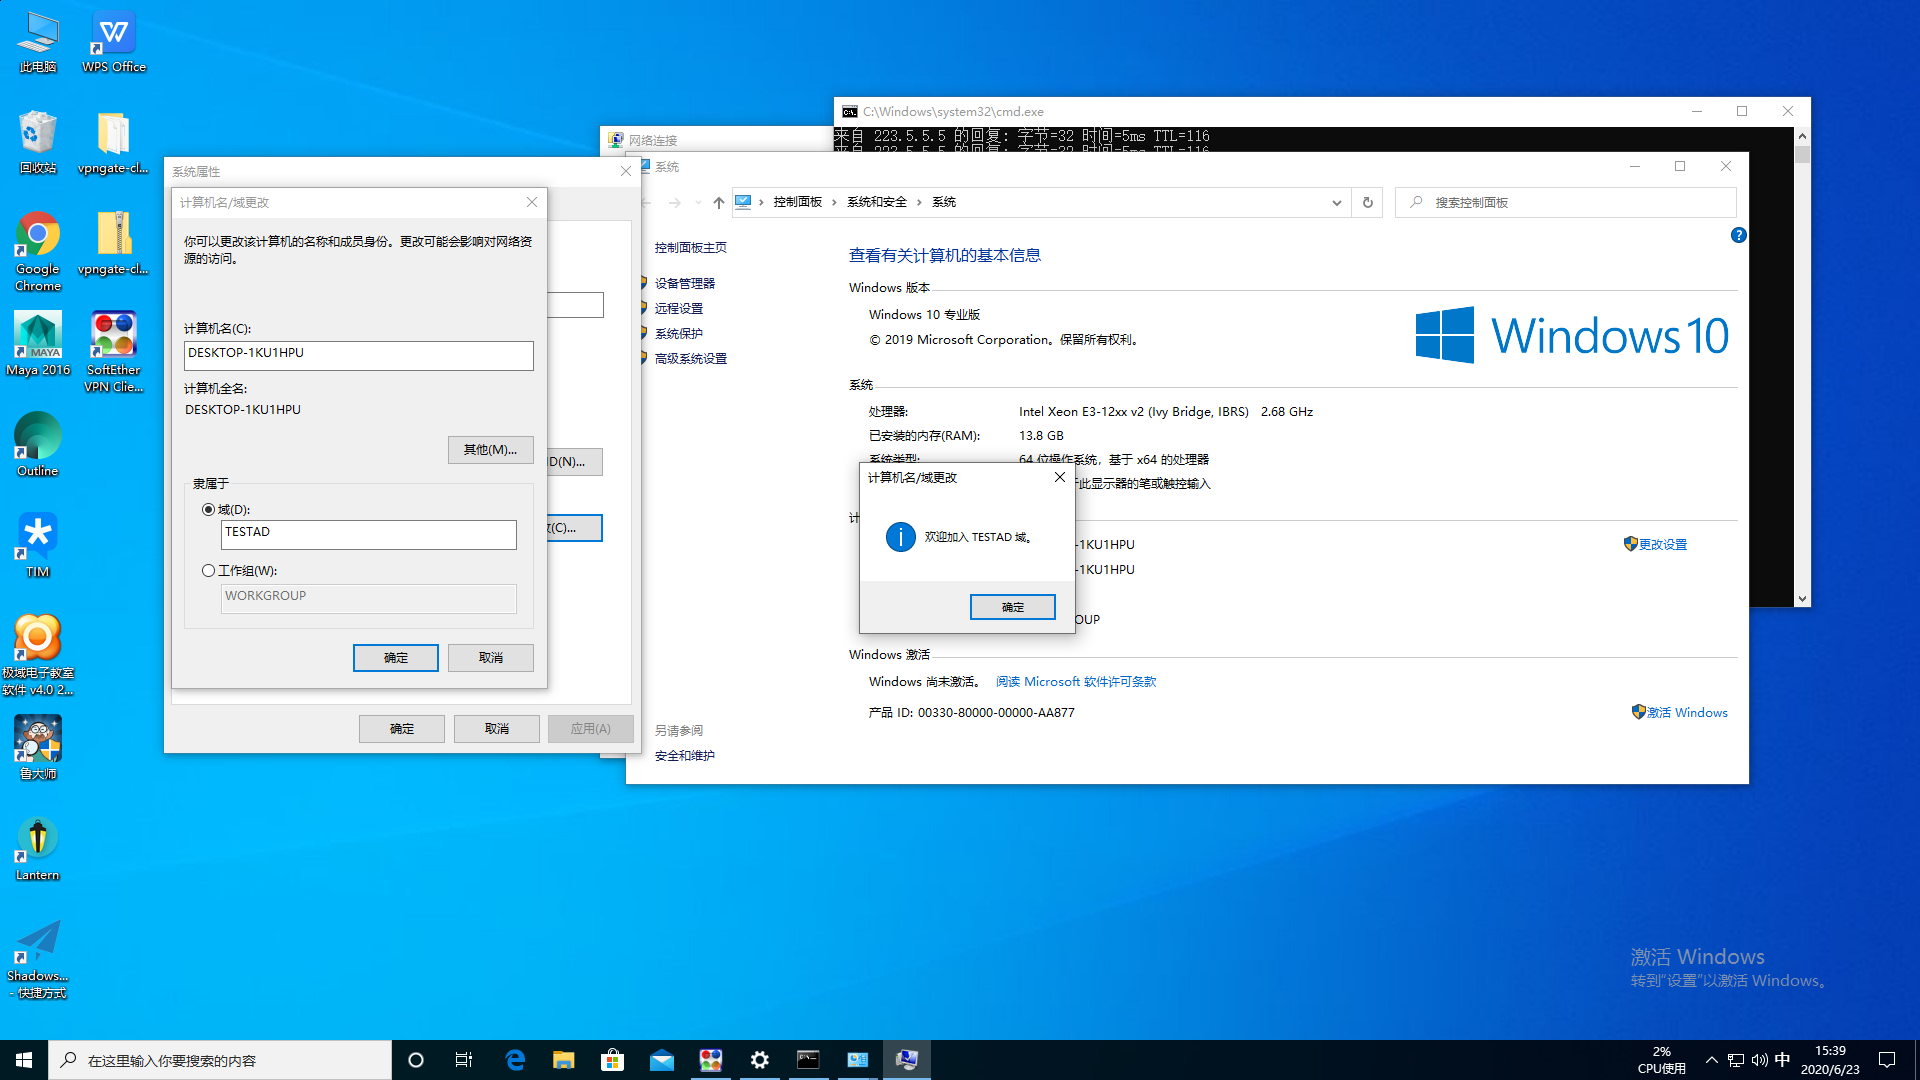 此电脑
WPS Office
回收站
vpngate-cl...
Google
Chrome
vpngate-cl...
MAYA
Maya 2016
SoftEther
VPN Clie...
Outline
TIM
极域电子教室
软件 v4.0 2...
鲁大师
Lantern
Shadows...
- 快捷方式
C:\Windows\system32\cmd.exe
来自 223.5.5.5 的回复: 字节=32 时间=5ms TTL=116
来自 223.5.5.5 的回复: 字节=32 时间=5ms TTL=116
网络连接
系统
控制面板 › 系统和安全 › 系统
搜索控制面板
控制面板主页
设备管理器
远程设置
系统保护
高级系统设置
另请参阅
安全和维护
查看有关计算机的基本信息
Windows 版本
Windows 10 专业版
© 2019 Microsoft Corporation。保留所有权利。
Windows 10
系统
处理器: Intel Xeon E3-12xx v2 (Ivy Bridge, IBRS) 2.68 GHz
已安装的内存(RAM): 13.8 GB
系统类型: 64 位操作系统，基于 x64 的处理器
此显示器的笔或触控输入
计
-1KU1HPU
更改设置
-1KU1HPU
OUP
Windows 激活
Windows 尚未激活。 阅读 Microsoft 软件许可条款
产品 ID: 00330-80000-00000-AA877
激活 Windows
系统属性
D(N)...
(C)...
确定
取消
应用(A)
计算机名/域更改
你可以更改该计算机的名称和成员身份。更改可能会影响对网络资
源的访问。
计算机名(C):
DESKTOP-1KU1HPU
计算机全名:
DESKTOP-1KU1HPU
其他(M)...
隶属于
域(D):
TESTAD
工作组(W):
WORKGROUP
确定
取消
计算机名/域更改
欢迎加入 TESTAD 域。
确定
激活 Windows
转到"设置"以激活 Windows。
在这里输入你要搜索的内容
2%
CPU使用
中
15:39
2020/6/23